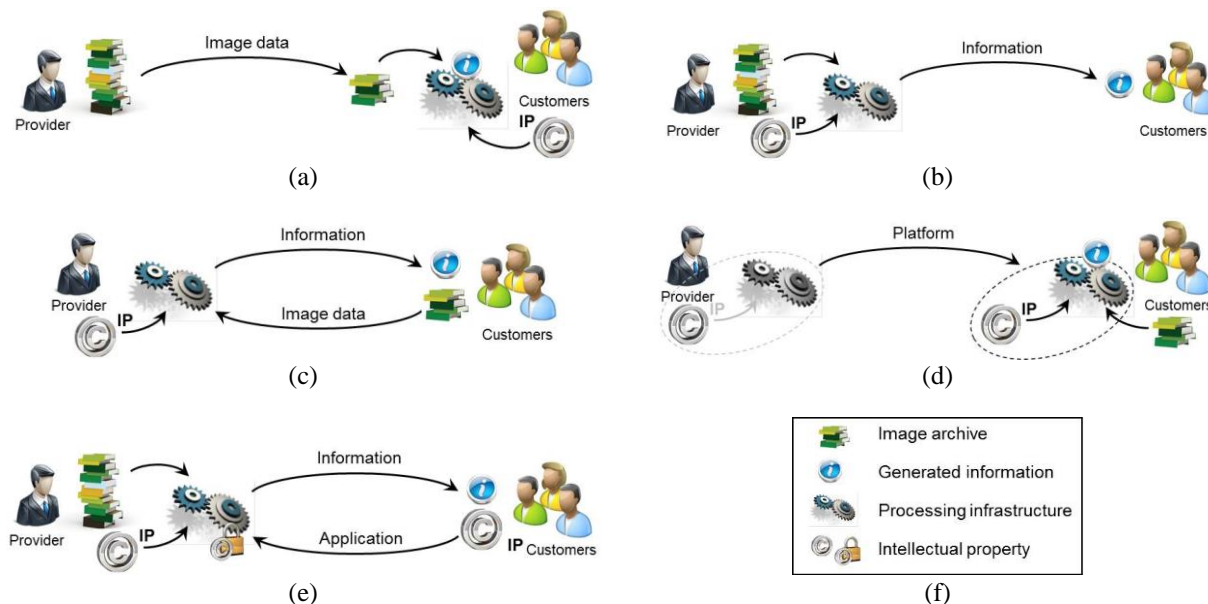 Image data
Provider
IP
Customers
(a)
Information
Provider
IP
Customers
(b)
Information
Provider
IP
Image data
Customers
(c)
Platform
Provider
IP
IP
Customers
(d)
Information
Provider
IP
Application
IP Customers
(e)
Image archive
Generated information
Processing infrastructure
Intellectual property
(f)